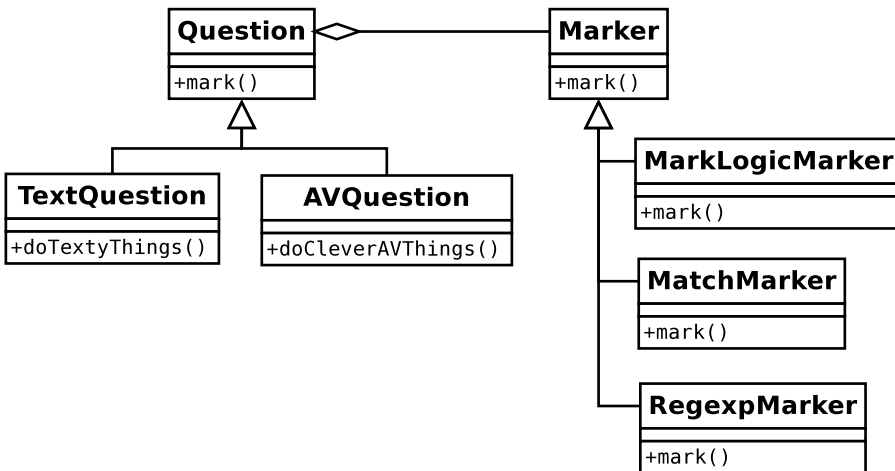 Question
+mark()
Marker
+mark()
TextQuestion
+doTextyThings()
AVQuestion
+doCleverAVThings()
MarkLogicMarker
+mark()
MatchMarker
+mark()
RegexpMarker
+mark()